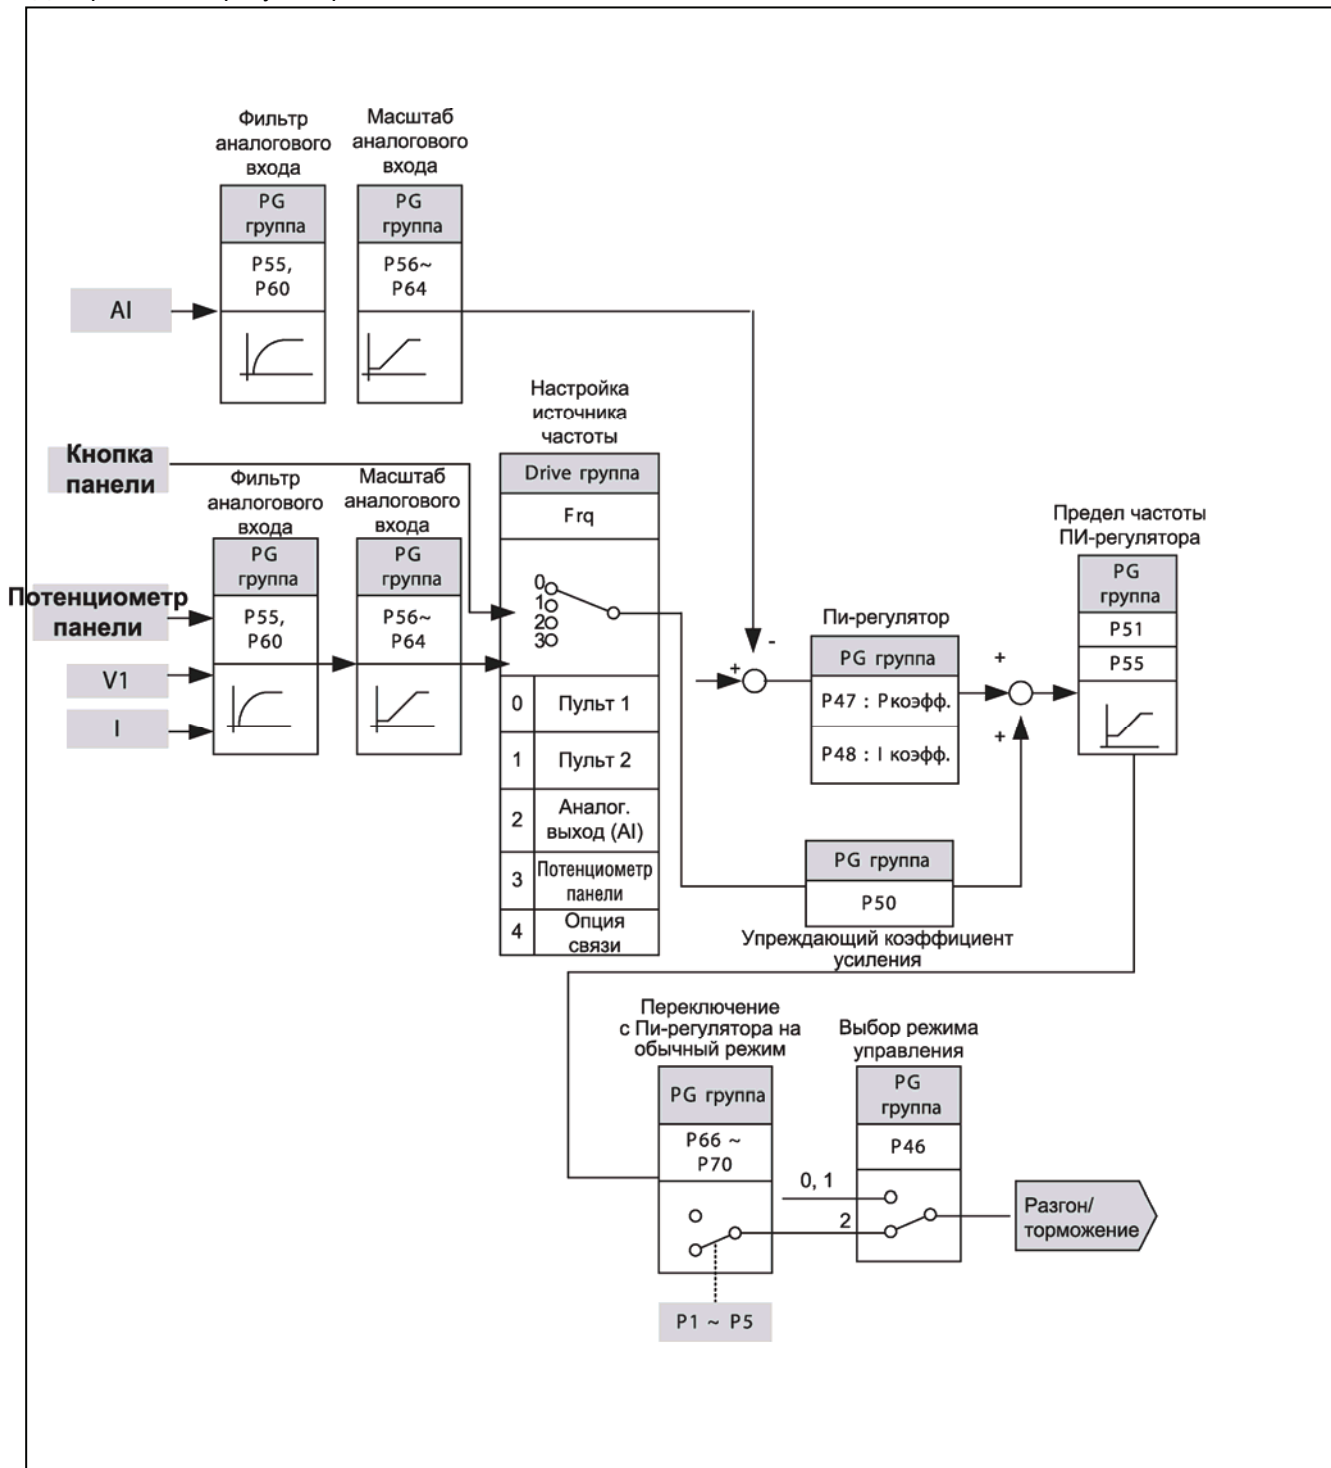 Фильтр
аналогового
входа
Масштаб
аналогового
входа
PG
группа
PG
группа
P55,
P60
P56~
P64
AI
Настройка
источника
частоты
Кнопка
панели
Фильтр
аналогового
входа
Масштаб
аналогового
входа
Drive группа
Frq
PG
группа
PG
группа
Потенциометр
панели
P55,
P60
P56~
P64
V1
I
0
1
2
3
0 Пульт 1
1 Пульт 2
2 Аналог.
выход (AI)
3 Потенциометр
панели
4 Опция
связи
-
+
Пи-регулятор
PG группа
P47 : P коэфф.
P48 : I коэфф.
+
+
Предел частоты
ПИ-регулятора
PG
группа
P51
P55
PG группа
P50
Упреждающий коэффициент
усиления
Переключение
с Пи-регулятора на
обычный режим
Выбор режима
управления
PG группа
PG
группа
P66 ~
P70
P46
0, 1
2
Разгон/
торможение
P1 ~ P5